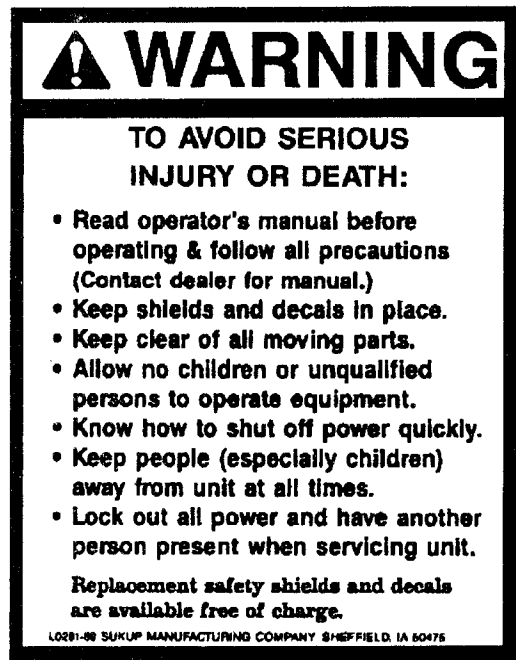 WARNING
TO AVOID SERIOUS
INJURY OR DEATH:
• Read operator's manual before
operating & follow all precautions
(Contact dealer for manual.)
• Keep shields and decals in place.
• Keep clear of all moving parts.
• Allow no children or unqualified
persons to operate equipment.
• Know how to shut off power quickly.
• Keep people (especially children)
away from unit at all times.
• Lock out all power and have another
person present when servicing unit.
Replacement safety shields and decals
are available free of charge.
L0281-89 SUKUP MANUFACTURING COMPANY SHEFFIELD, IA 50475